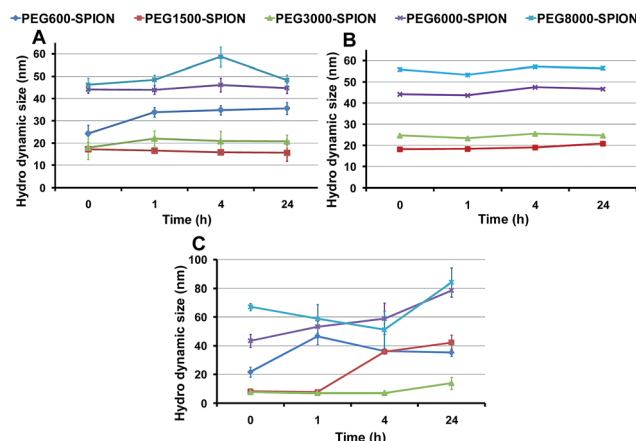 PEG600-SPION PEG1500-SPION PEG3000-SPION PEG6000-SPION PEG8000-SPION
A
Hydro dynamic size (nm)
60
50
40
30
20
10
0
0 1 4 24
Time (h)
B
Hydro dynamic size (nm)
60
50
40
30
20
10
0
0 1 4 24
Time (h)
C
Hydro dynamic size (nm)
100
80
60
40
20
0
0 1 4 24
Time (h)